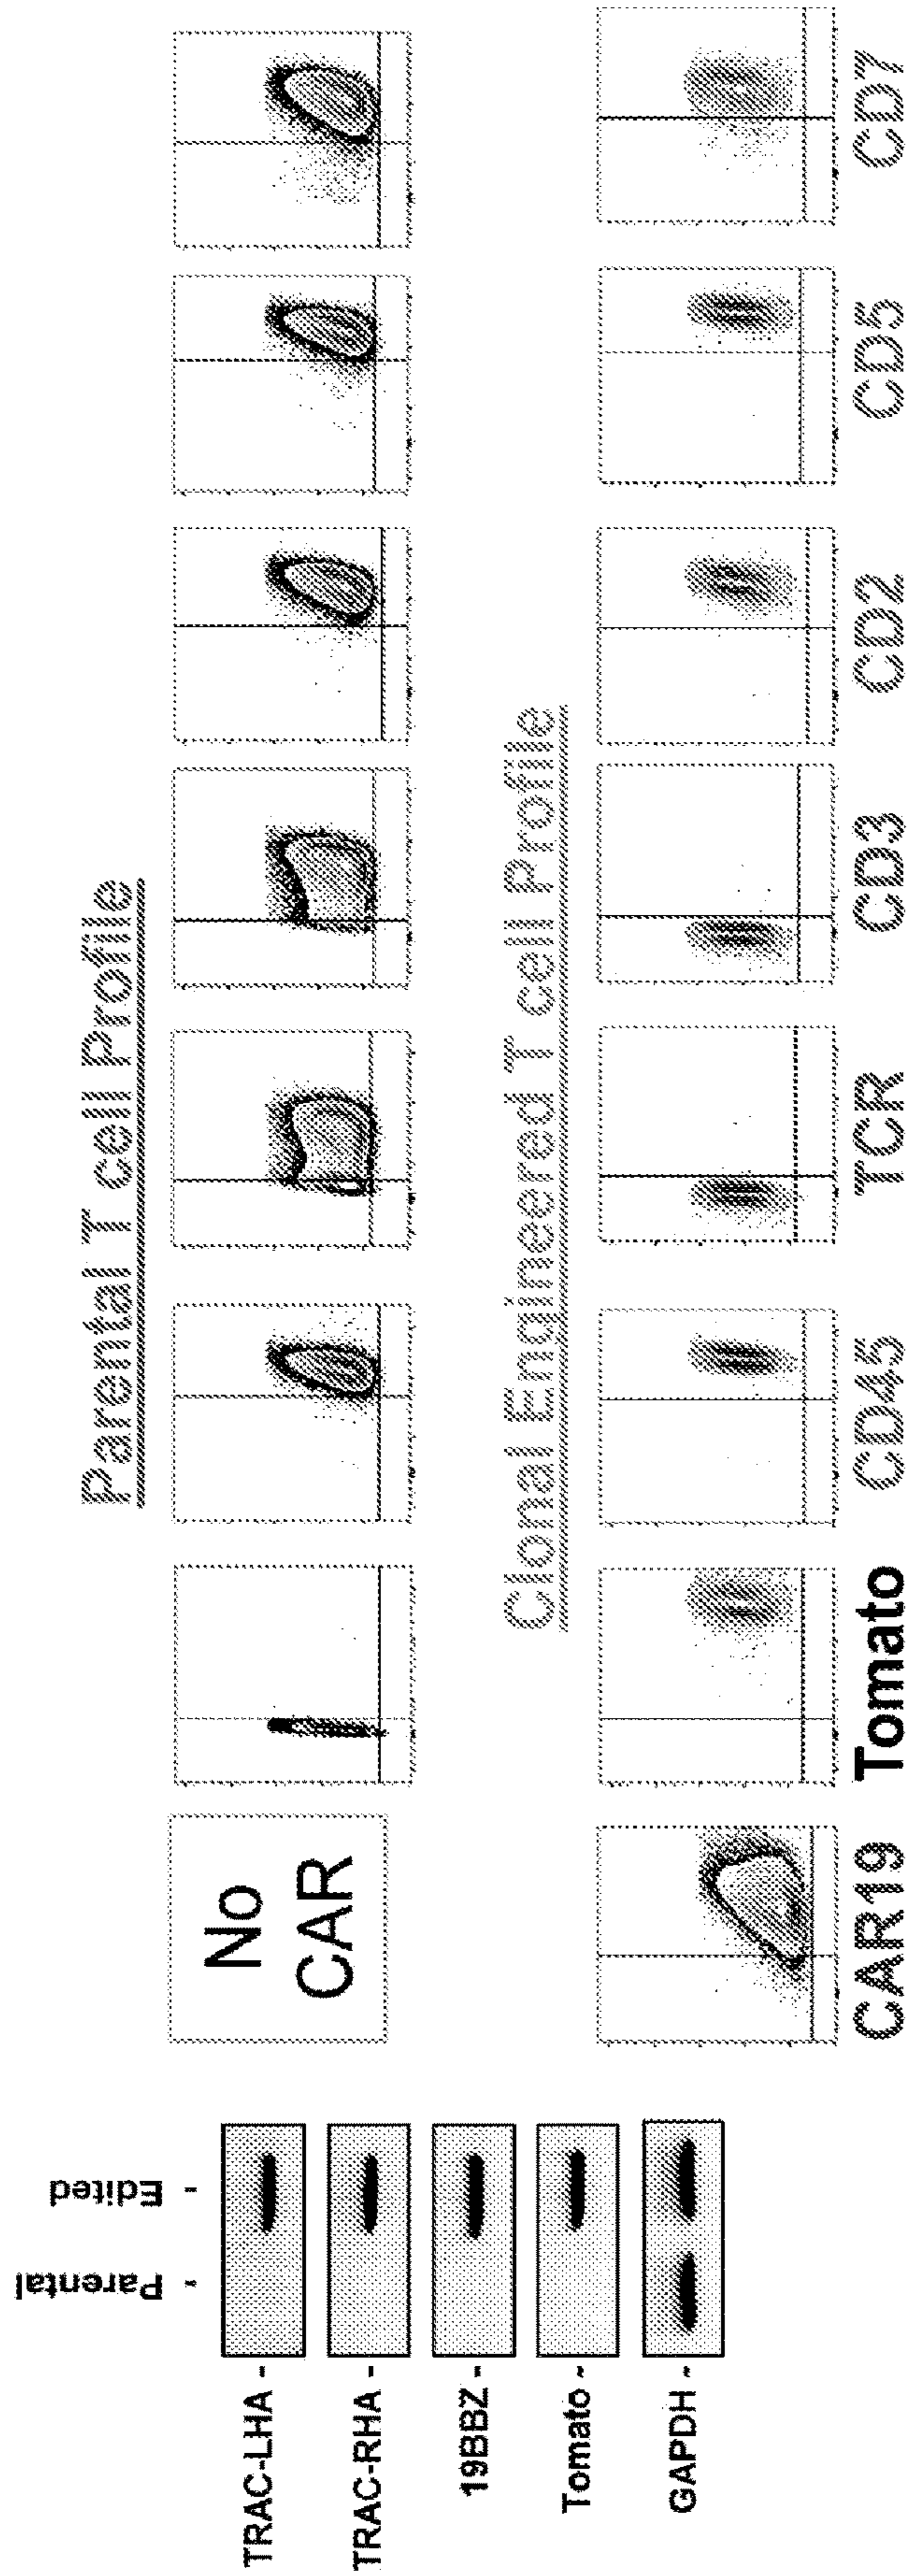 Parental
Edited
TRAC-LHA -
TRAC-RHA -
19BBZ -
Tomato -
GAPDH -
Parental T cell Profile
No
CAR
Clonal Engineered T cell Profile
CAR19
Tomato
CD45
TCR
CD3
CD2
CD5
CD7